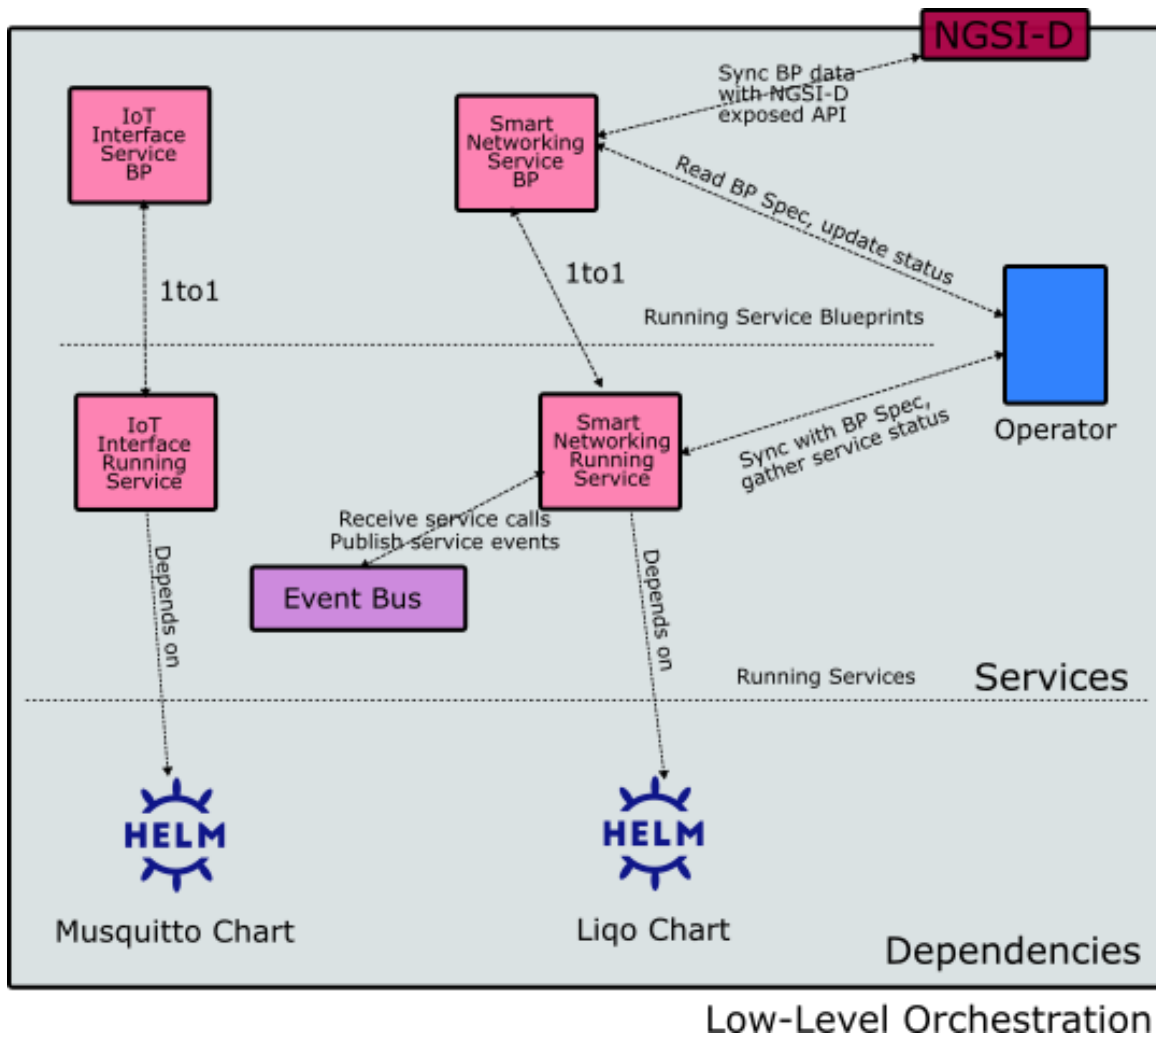 NGSI-D
Sync BP data
with NGSI-D
exposed API
IoT
Interface
Service
BP
Smart
Networking
Service
BP
Read BP Spec, update status
1to1
1to1
Running Service Blueprints
IoT
Interface
Running
Service
Smart
Networking
Running
Service
Sync with BP Spec,
gather service status
Operator
Receive service calls
Publish service events
Event Bus
Depends on
Depends on
Running Services
Services
HELM
HELM
Musquitto Chart
Liqo Chart
Dependencies
Low-Level Orchestration